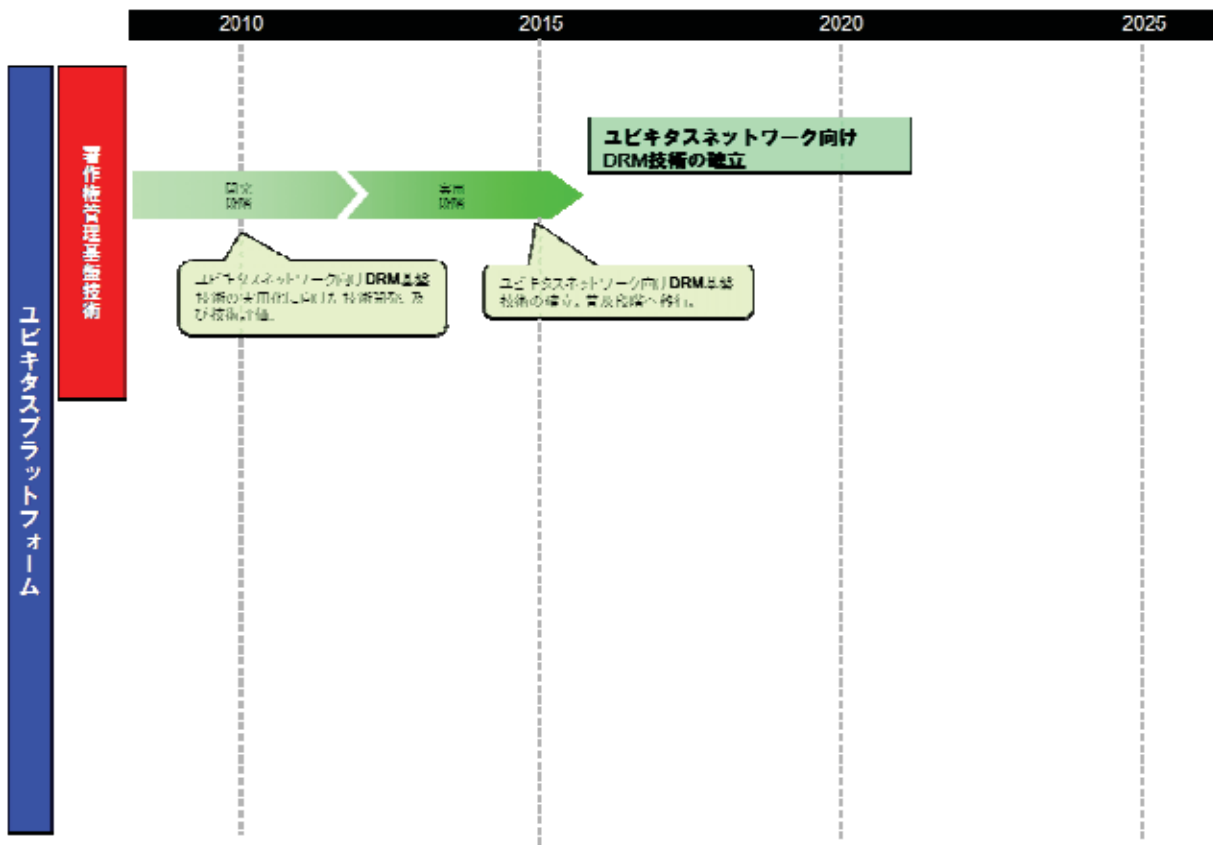 2010 2015 2020 2025
ユビキタスプラットフォーム
著作権管理基盤技術
ユビキタスネットワーク向け
DRM技術の確立
段階
実用
段階
ユビキタスネットワーク向けDRM基盤
技術の実用化に向けた技術開発、及
び技術評価。
ユビキタスネットワーク向けDRM基盤
技術の確立。普及段階へ移行。